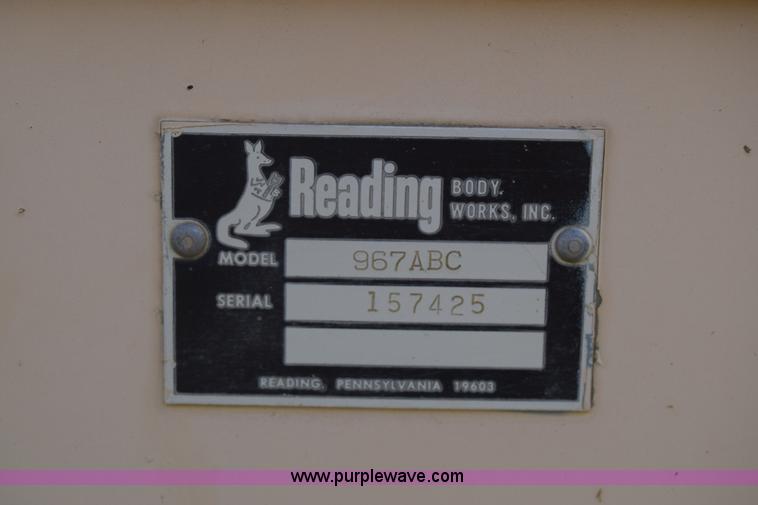 Reading BODY WORKS, INC.
MODEL 967ABC
SERIAL 157425
READING, PENNSYLVANIA 19603
www.purplewave.com